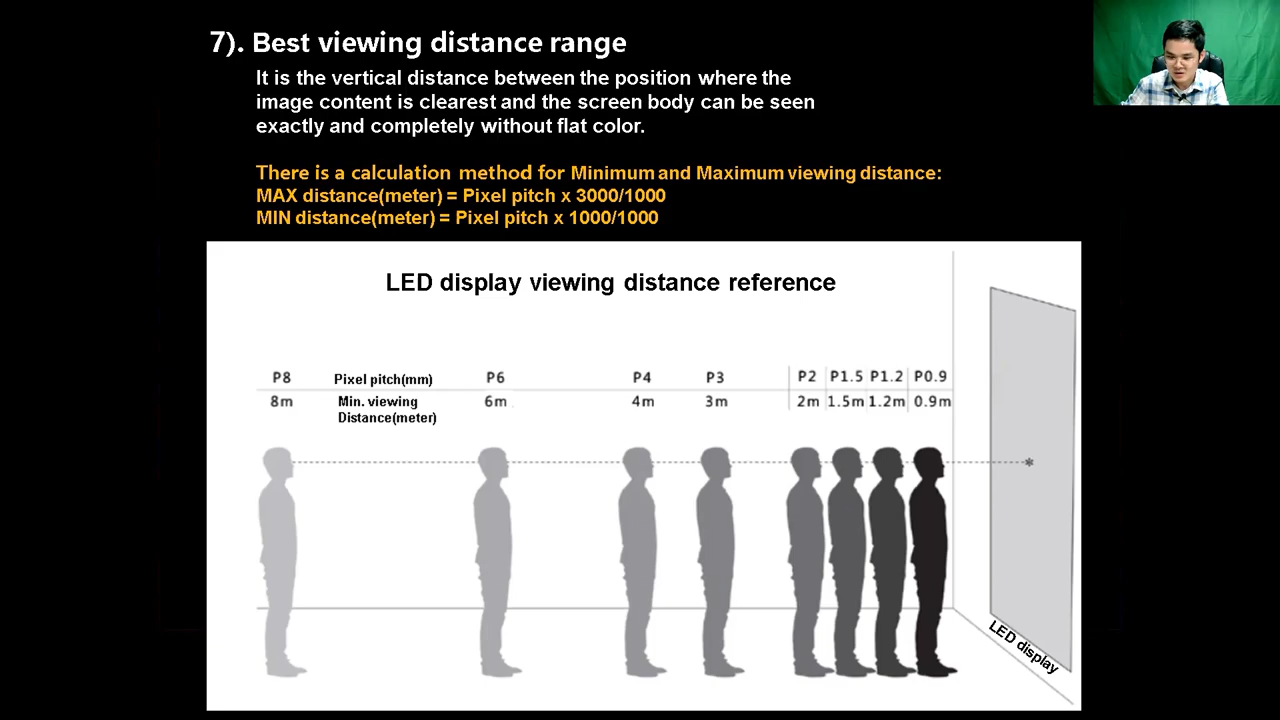 7). Best viewing distance range
It is the vertical distance between the position where the
image content is clearest and the screen body can be seen
exactly and completely without flat color.
There is a calculation method for Minimum and Maximum viewing distance:
MAX distance(meter) = Pixel pitch x 3000/1000
MIN distance(meter) = Pixel pitch x 1000/1000
LED display viewing distance reference
P8 Pixel pitch(mm) P6 P4 P3 P2 P1.5 P1.2 P0.9
8m Min. viewing 6m 4m 3m 2m 1.5m 1.2m 0.9m
Distance(meter)
LED display